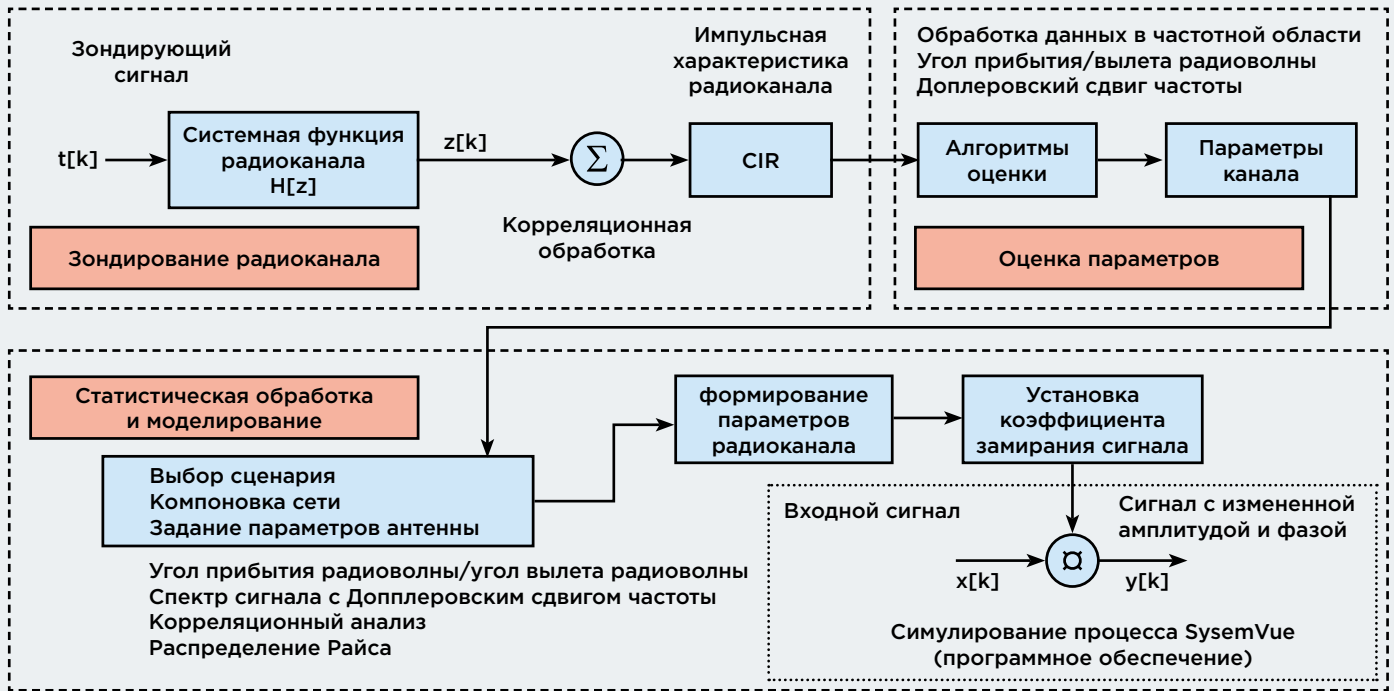 Зондирующий
сигнал
t[k]
Системная функция
радиоканала
H[z]
z[k]
Σ
Корреляционная
обработка
Импульсная
характеристика
радиоканала
CIR
Зондирование радиоканала
Обработка данных в частотной области
Угол прибытия/вылета радиоволны
Доплеровский сдвиг частоты
Алгоритмы
оценки
Параметры
канала
Оценка параметров
Статистическая обработка
и моделирование
Выбор сценария
Компоновка сети
Задание параметров антенны
Угол прибытия радиоволны/угол вылета радиоволны
Спектр сигнала с Допплеровским сдвигом частоты
Корреляционный анализ
Распределение Райса
формирование
параметров
радиоканала
Установка
коэффициента
замирания сигнала
Входной сигнал
Сигнал с измененной
амплитудой и фазой
x[k]
¤
y[k]
Симулирование процесса SysemVue
(программное обеспечение)